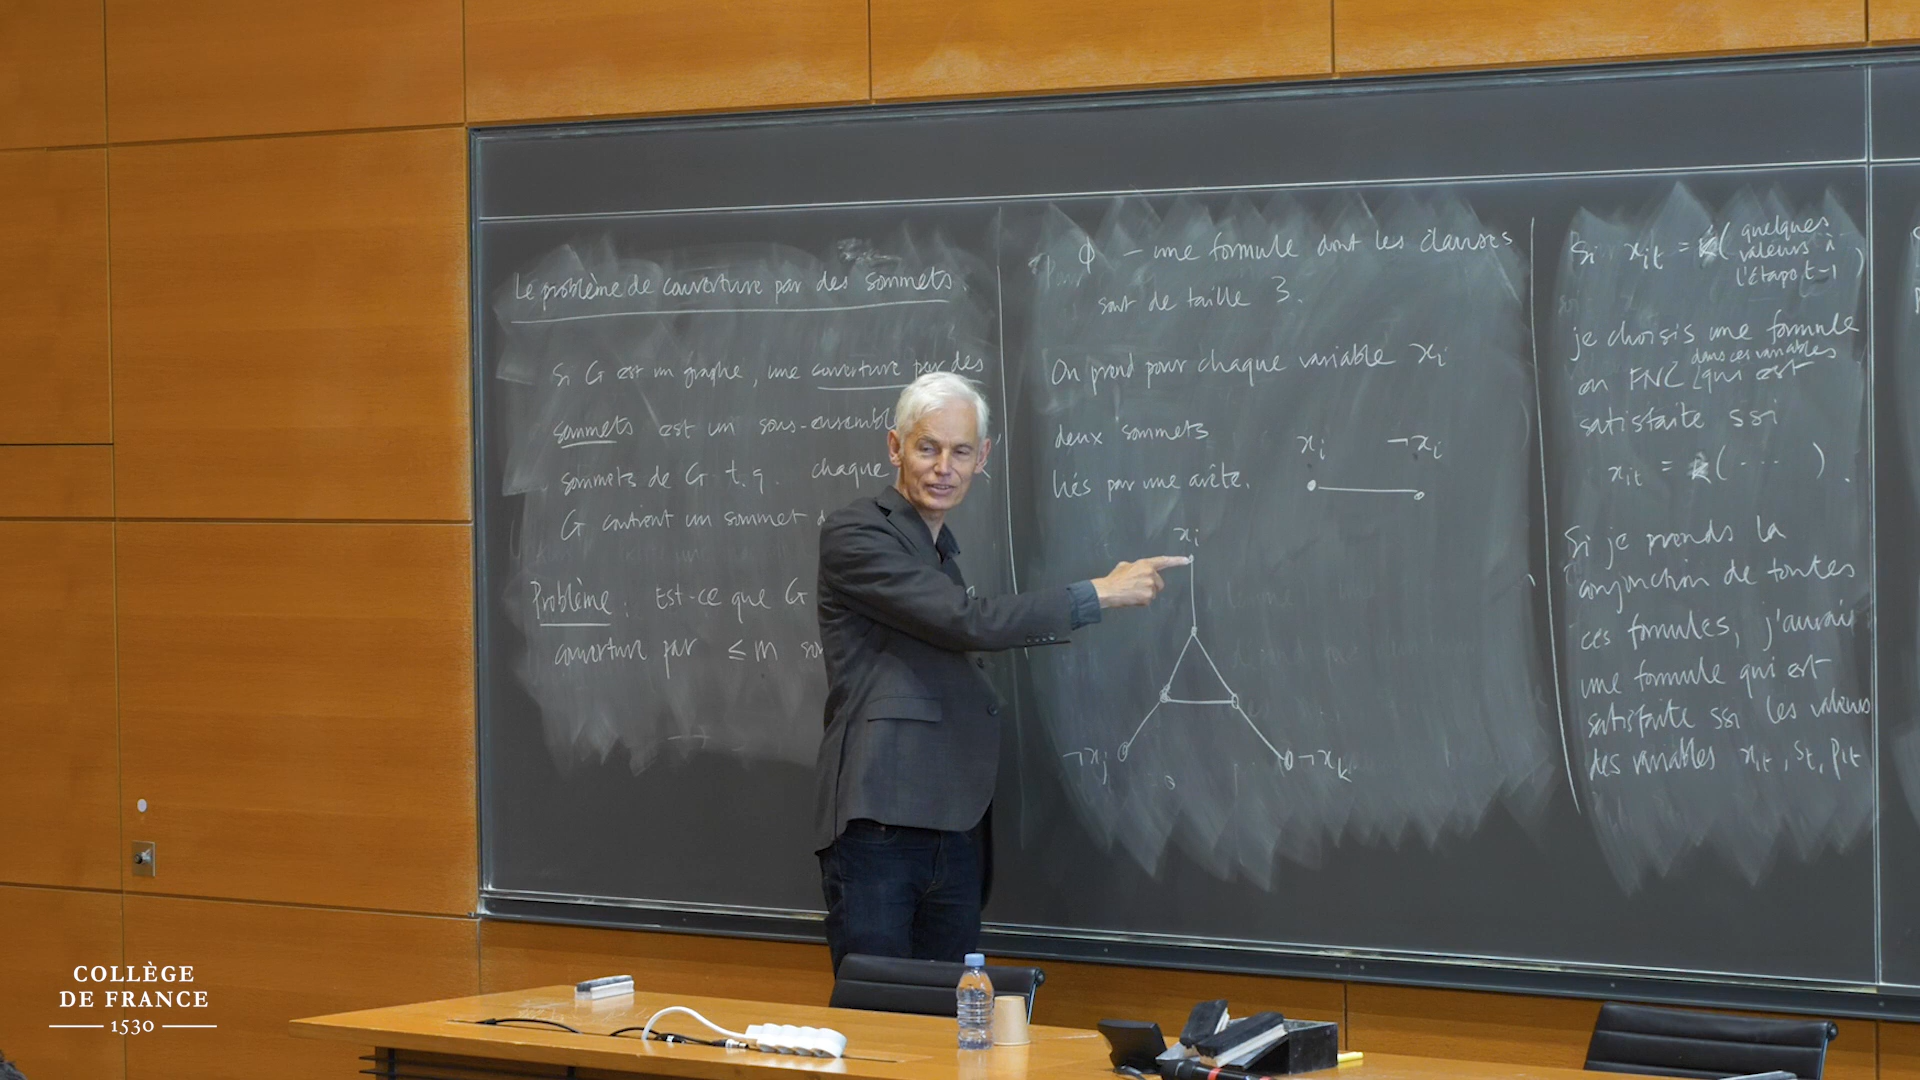 Le problème de couverture par des sommets.
Si G est un graphe, une couverture par des
sommets est un sous-ensemble
sommets de G t.q. chaque
G contient un sommet
Problème : Est-ce que G
couverture par ≤ m
Φ – une formule dont les clauses
sont de taille 3.
On prend pour chaque variable xi
deux sommets
liés par une arête.
xi ¬xi
xi
¬xj ¬xk
Si xit = (quelques
valeurs à
l'étape t-1)
je choisis une formule
dans ces variables
en FNC qui est
satisfaite ssi
xit = (...).
Si je prends la
conjonction de toutes
ces formules, j'aurais
une formule qui est
satisfaite ssi les valeurs
des variables xit, st, pit
COLLÈGE
DE FRANCE
1530